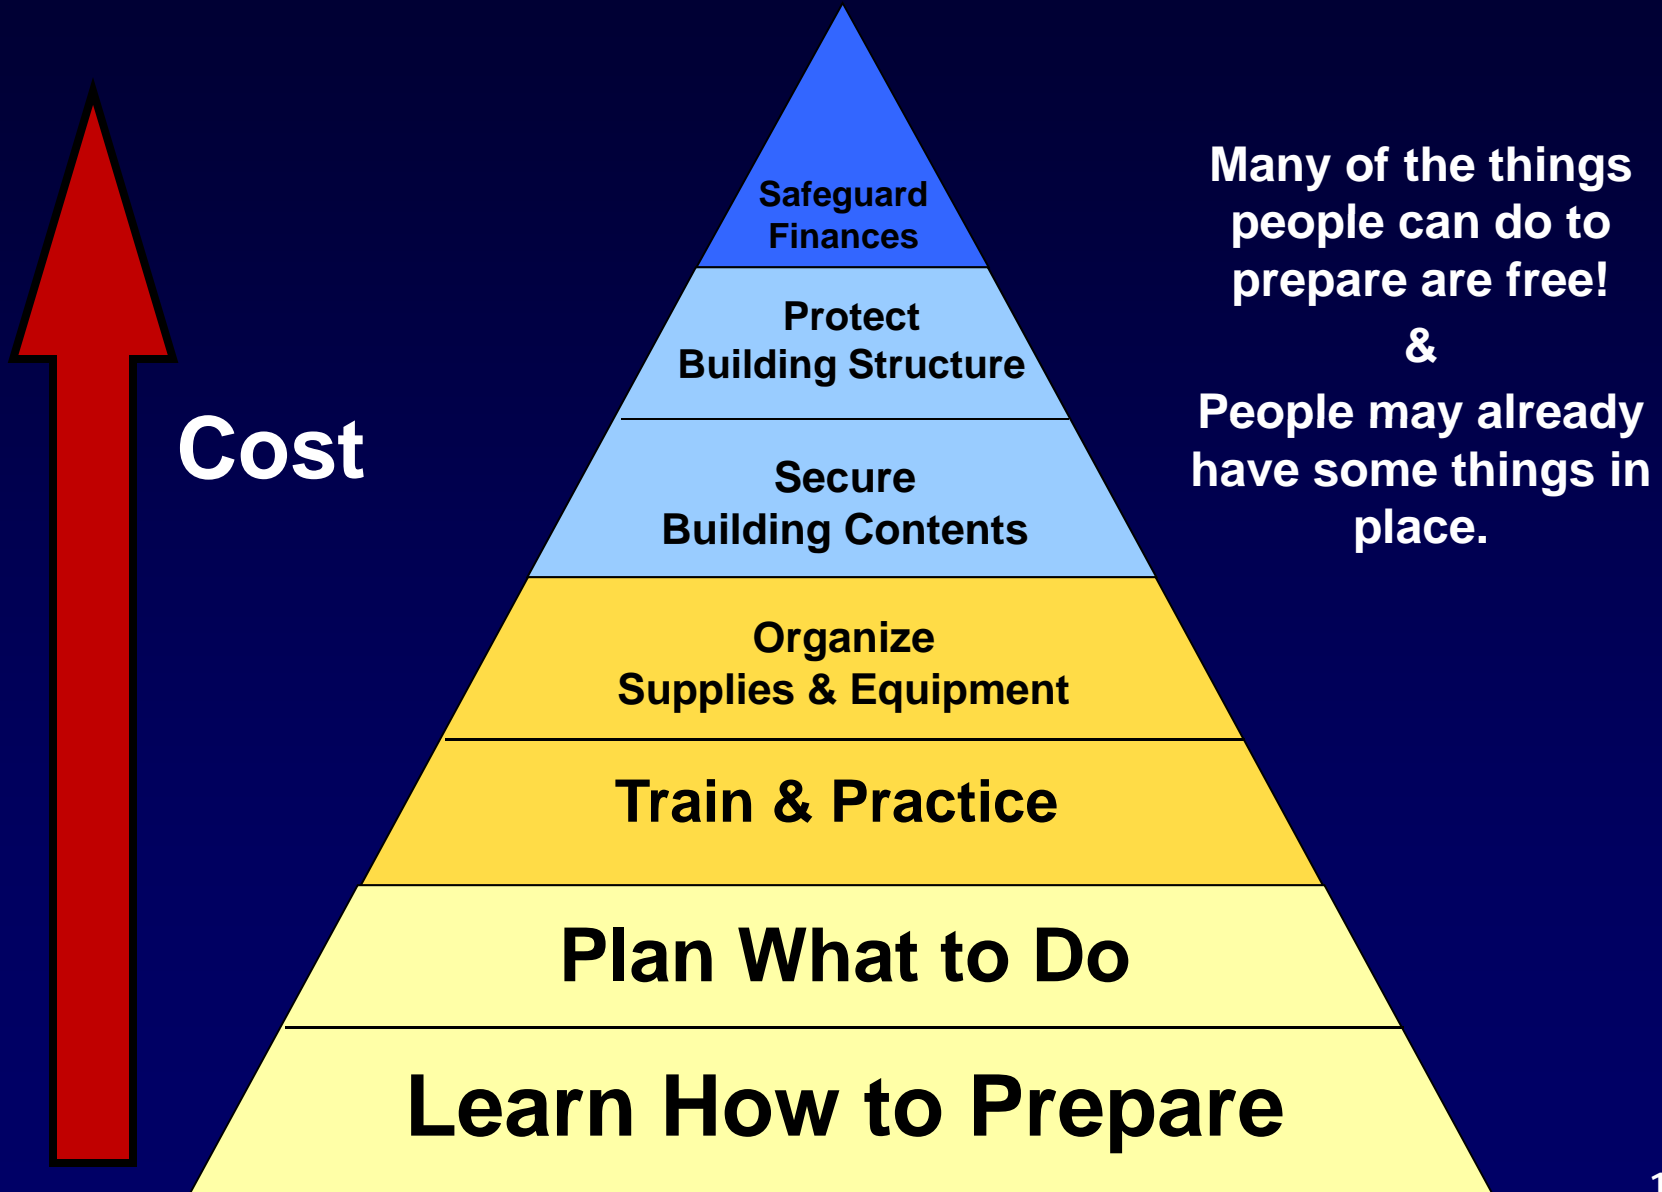 Safeguard
Finances
Protect
Building Structure
Secure
Building Contents
Organize
Supplies & Equipment
Train & Practice
Plan What to Do
Learn How to Prepare
Cost
Many of the things
people can do to
prepare are free!
&
People may already
have some things in
place.